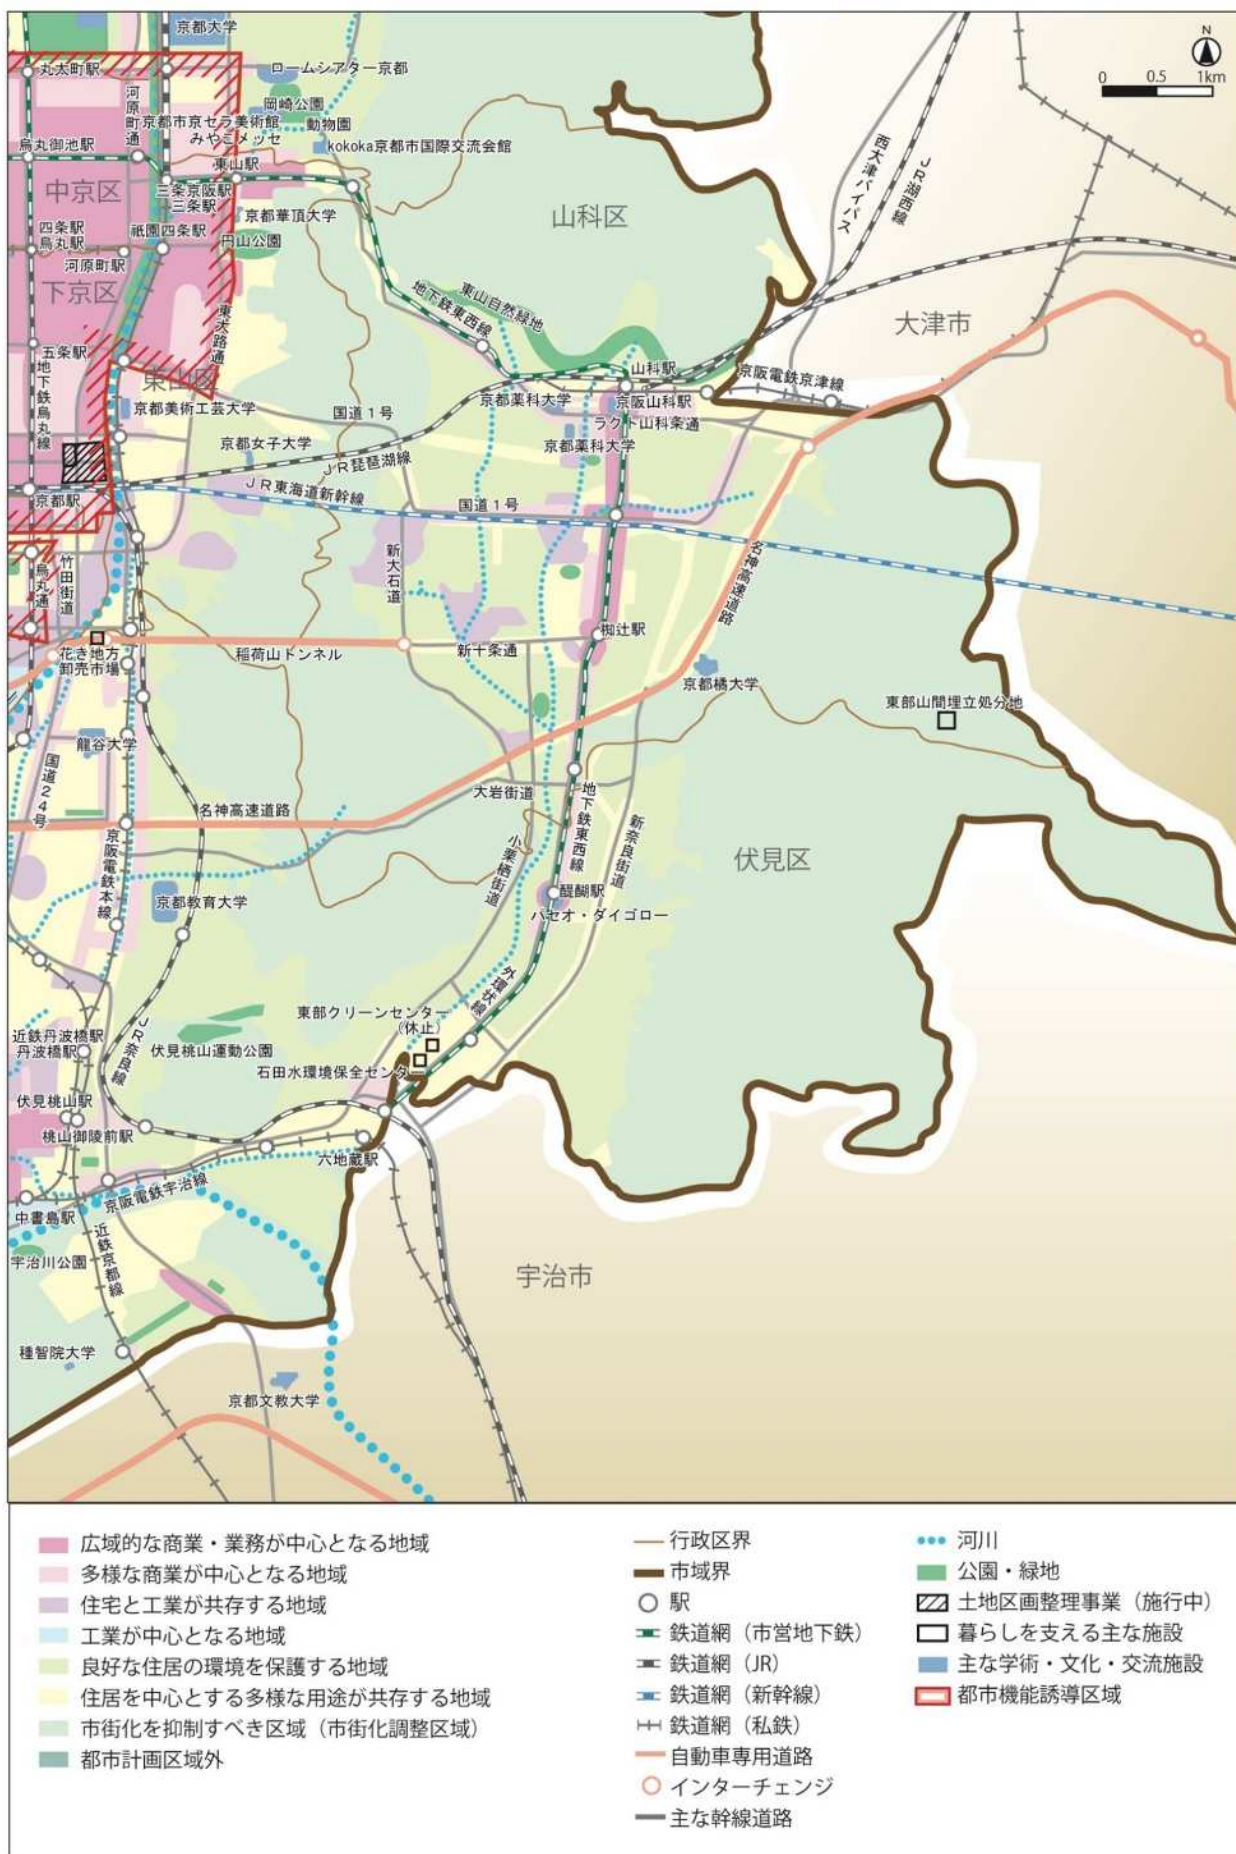 京都大学
N
0 0.5 1km
丸太町駅
河原町通
ロームシアター京都
岡崎公園
京都市京セラ美術館
みやこメッセ
動物園
kokoka京都市国際交流会館
烏丸御池駅
東山駅
中京区
三条京阪駅
三条駅
京都華頂大学
山科区
西大津バイパス
JR湖西線
四条駅
烏丸駅
祇園四条駅
円山公園
河原町駅
下京区
東大路通
地下鉄東西線
東山自然緑地
大津市
五条駅
地下鉄烏丸線
東山区
山科駅
京阪電鉄京津線
京都美術工芸大学
国道1号
京都薬科大学
京阪山科駅
ラクト山科
三条通
京都女子大学
京都薬科大学
JR琵琶湖線
京都駅
JR東海道新幹線
国道1号
烏丸通
竹田街道
新大石道
名神高速道路
椥辻駅
花き地方
卸売市場
稲荷山トンネル
新十条通
京都橘大学
東部山間埋立処分地
龍谷大学
国道24号
名神高速道路
大岩街道
地下鉄東西線
新奈良街道
小栗栖街道
京阪電鉄本線
伏見区
醍醐駅
京都教育大学
パセオ・ダイゴロー
外環状線
東部クリーンセンター
(休止)
近鉄丹波橋駅
丹波橋駅
JR奈良線
伏見桃山運動公園
石田水環境保全センター
伏見桃山駅
桃山御陵前駅
六地蔵駅
京阪電鉄宇治線
中書島駅
近鉄京都線
宇治川公園
宇治市
種智院大学
京都文教大学
広域的な商業・業務が中心となる地域
多様な商業が中心となる地域
住宅と工業が共存する地域
工業が中心となる地域
良好な住居の環境を保護する地域
住居を中心とする多様な用途が共存する地域
市街化を抑制すべき区域（市街化調整区域）
都市計画区域外
行政区界
市域界
駅
鉄道網（市営地下鉄）
鉄道網（JR）
鉄道網（新幹線）
鉄道網（私鉄）
自動車専用道路
インターチェンジ
主な幹線道路
河川
公園・緑地
土地区画整理事業（施行中）
暮らしを支える主な施設
主な学術・文化・交流施設
都市機能誘導区域